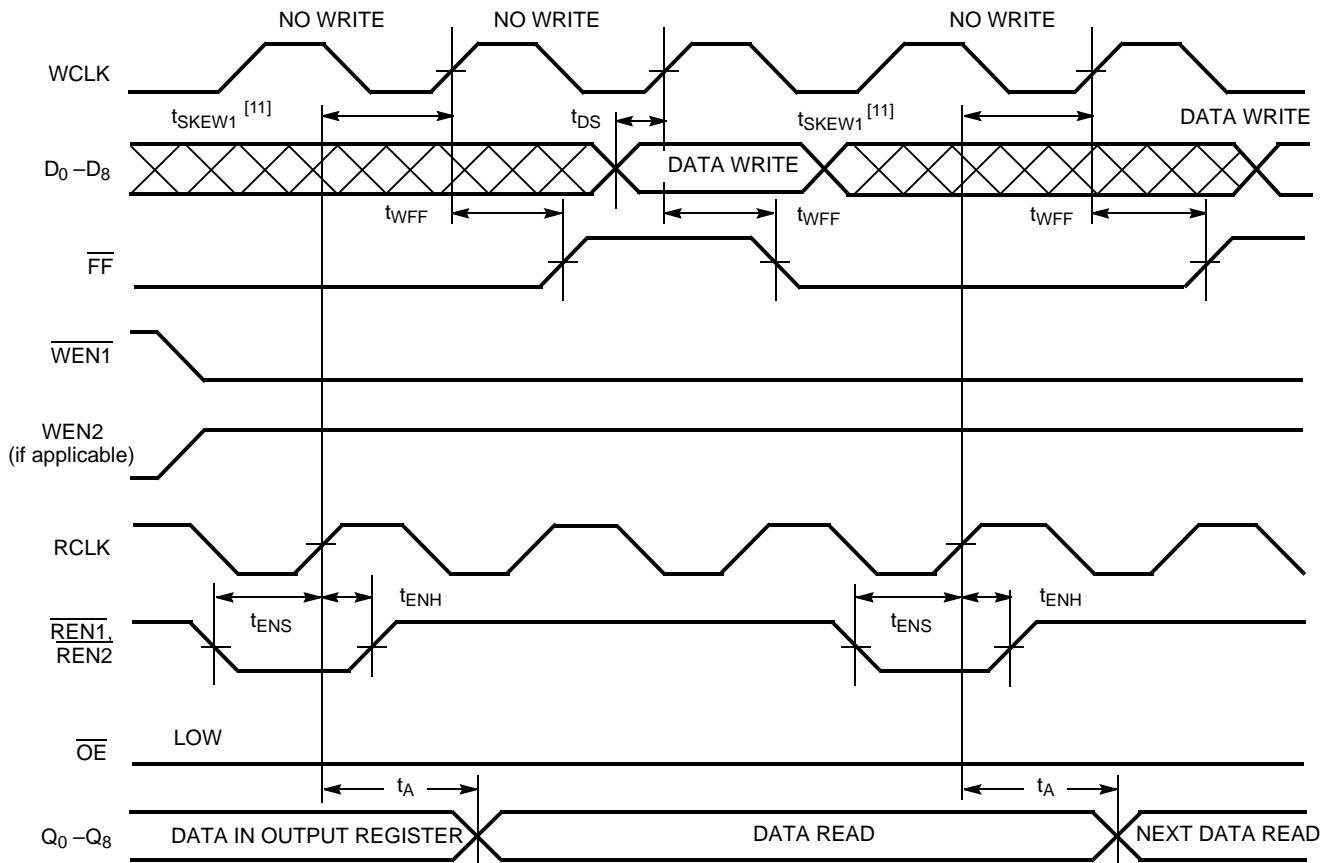 NO WRITE NO WRITE NO WRITE
WCLK
tSKEW1 [11] tDS tSKEW1 [11] DATA WRITE
D0 –D8 DATA WRITE
tWFF tWFF tWFF
FF
WEN1
WEN2
(if applicable)
RCLK
tENH tENH
tENS tENS
REN1,
REN2
LOW
OE
tA tA
Q0 –Q8 DATA IN OUTPUT REGISTER DATA READ NEXT DATA READ